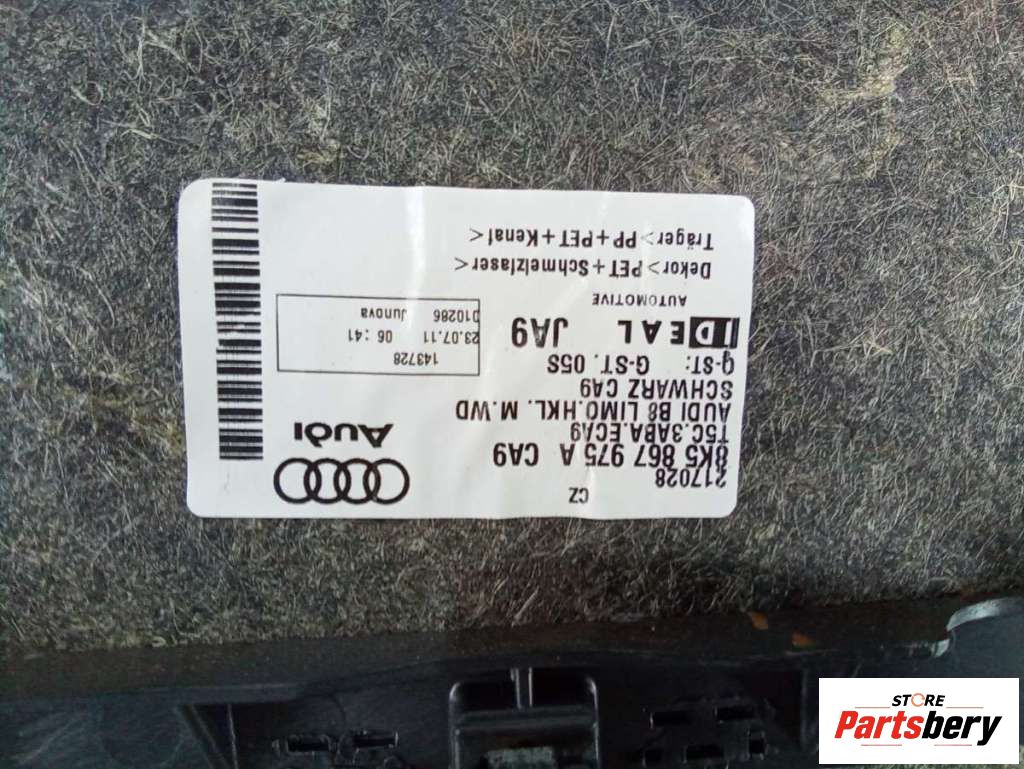 CZ
217028
8K5 867 975 A CA9
T5C.3ABA.ECA9
AUDI B8 LIMO.HKL. M.WD
SCHWARZ CA9
Q-ST: G-ST. 05S
IDEAL JA9
AUTOMOTIVE
Dekor>PET+Schmelzfaser<
Träger>PP+PET+Kenaf<
Audi
143728
23.07.11 06:41
010286 Junova
STORE
Partsbery